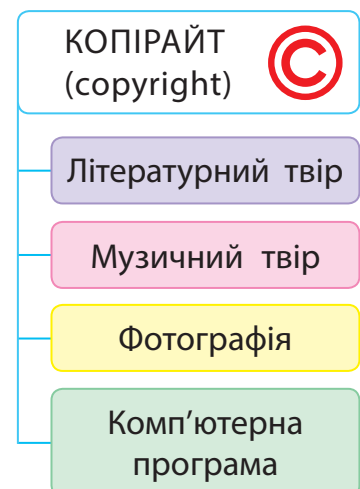 КОПІРАЙТ
(copyright) ©
Літературний твір
Музичний твір
Фотографія
Комп’ютерна
програма